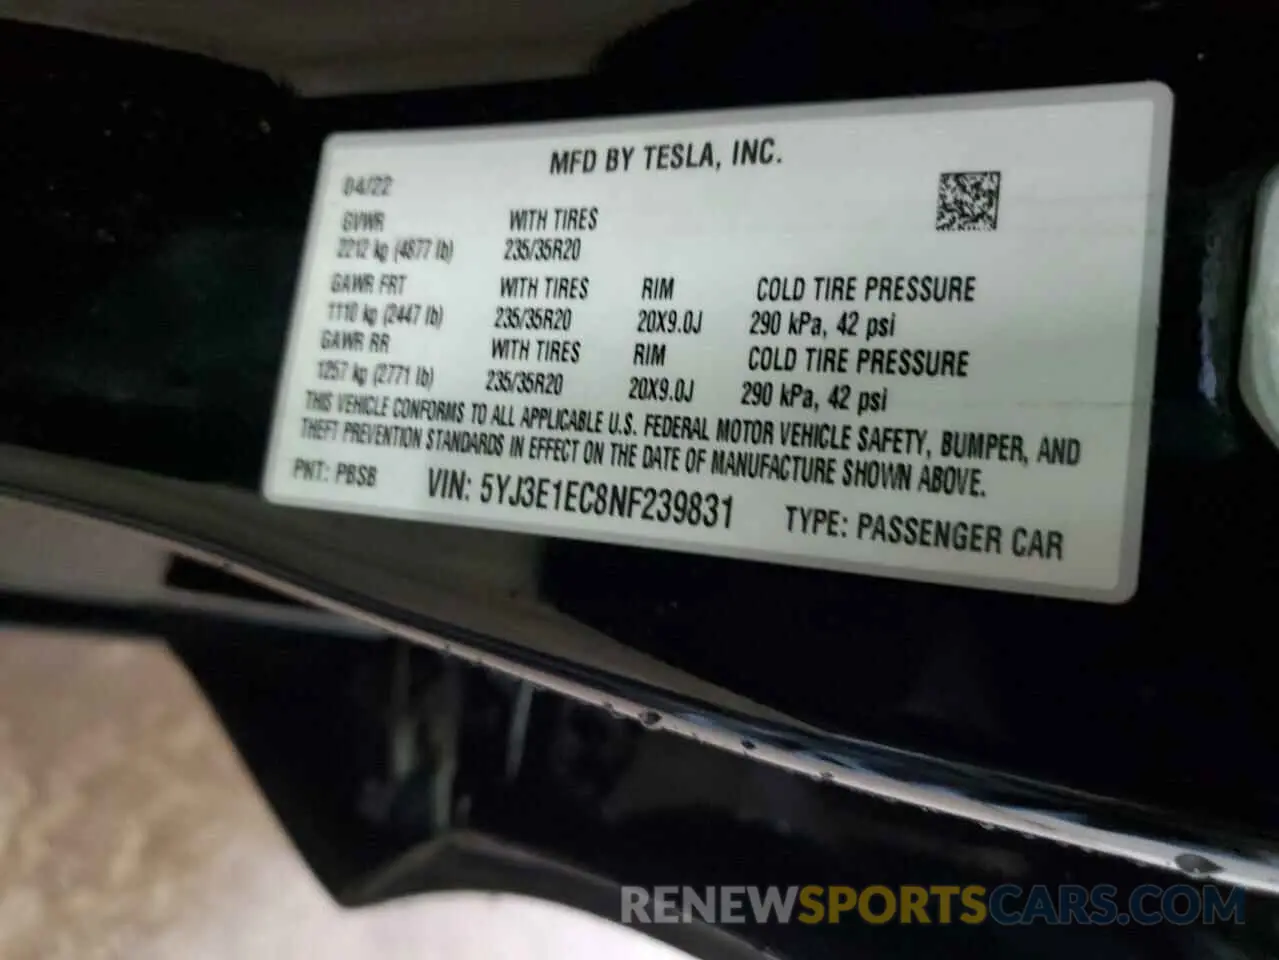 MFD BY TESLA, INC.
04/22
GVWR WITH TIRES
2212 kg (4877 lb) 235/35R20
GAWR FRT WITH TIRES RIM COLD TIRE PRESSURE
1110 kg (2447 lb) 235/35R20 20X9.0J 290 kPa, 42 psi
GAWR RR WITH TIRES RIM COLD TIRE PRESSURE
1257 kg (2771 lb) 235/35R20 20X9.0J 290 kPa, 42 psi
THIS VEHICLE CONFORMS TO ALL APPLICABLE U.S. FEDERAL MOTOR VEHICLE SAFETY, BUMPER, AND
THEFT PREVENTION STANDARDS IN EFFECT ON THE DATE OF MANUFACTURE SHOWN ABOVE.
PNT: PBSB VIN: 5YJ3E1EC8NF239831 TYPE: PASSENGER CAR
RENEWSPORTSCARS.COM